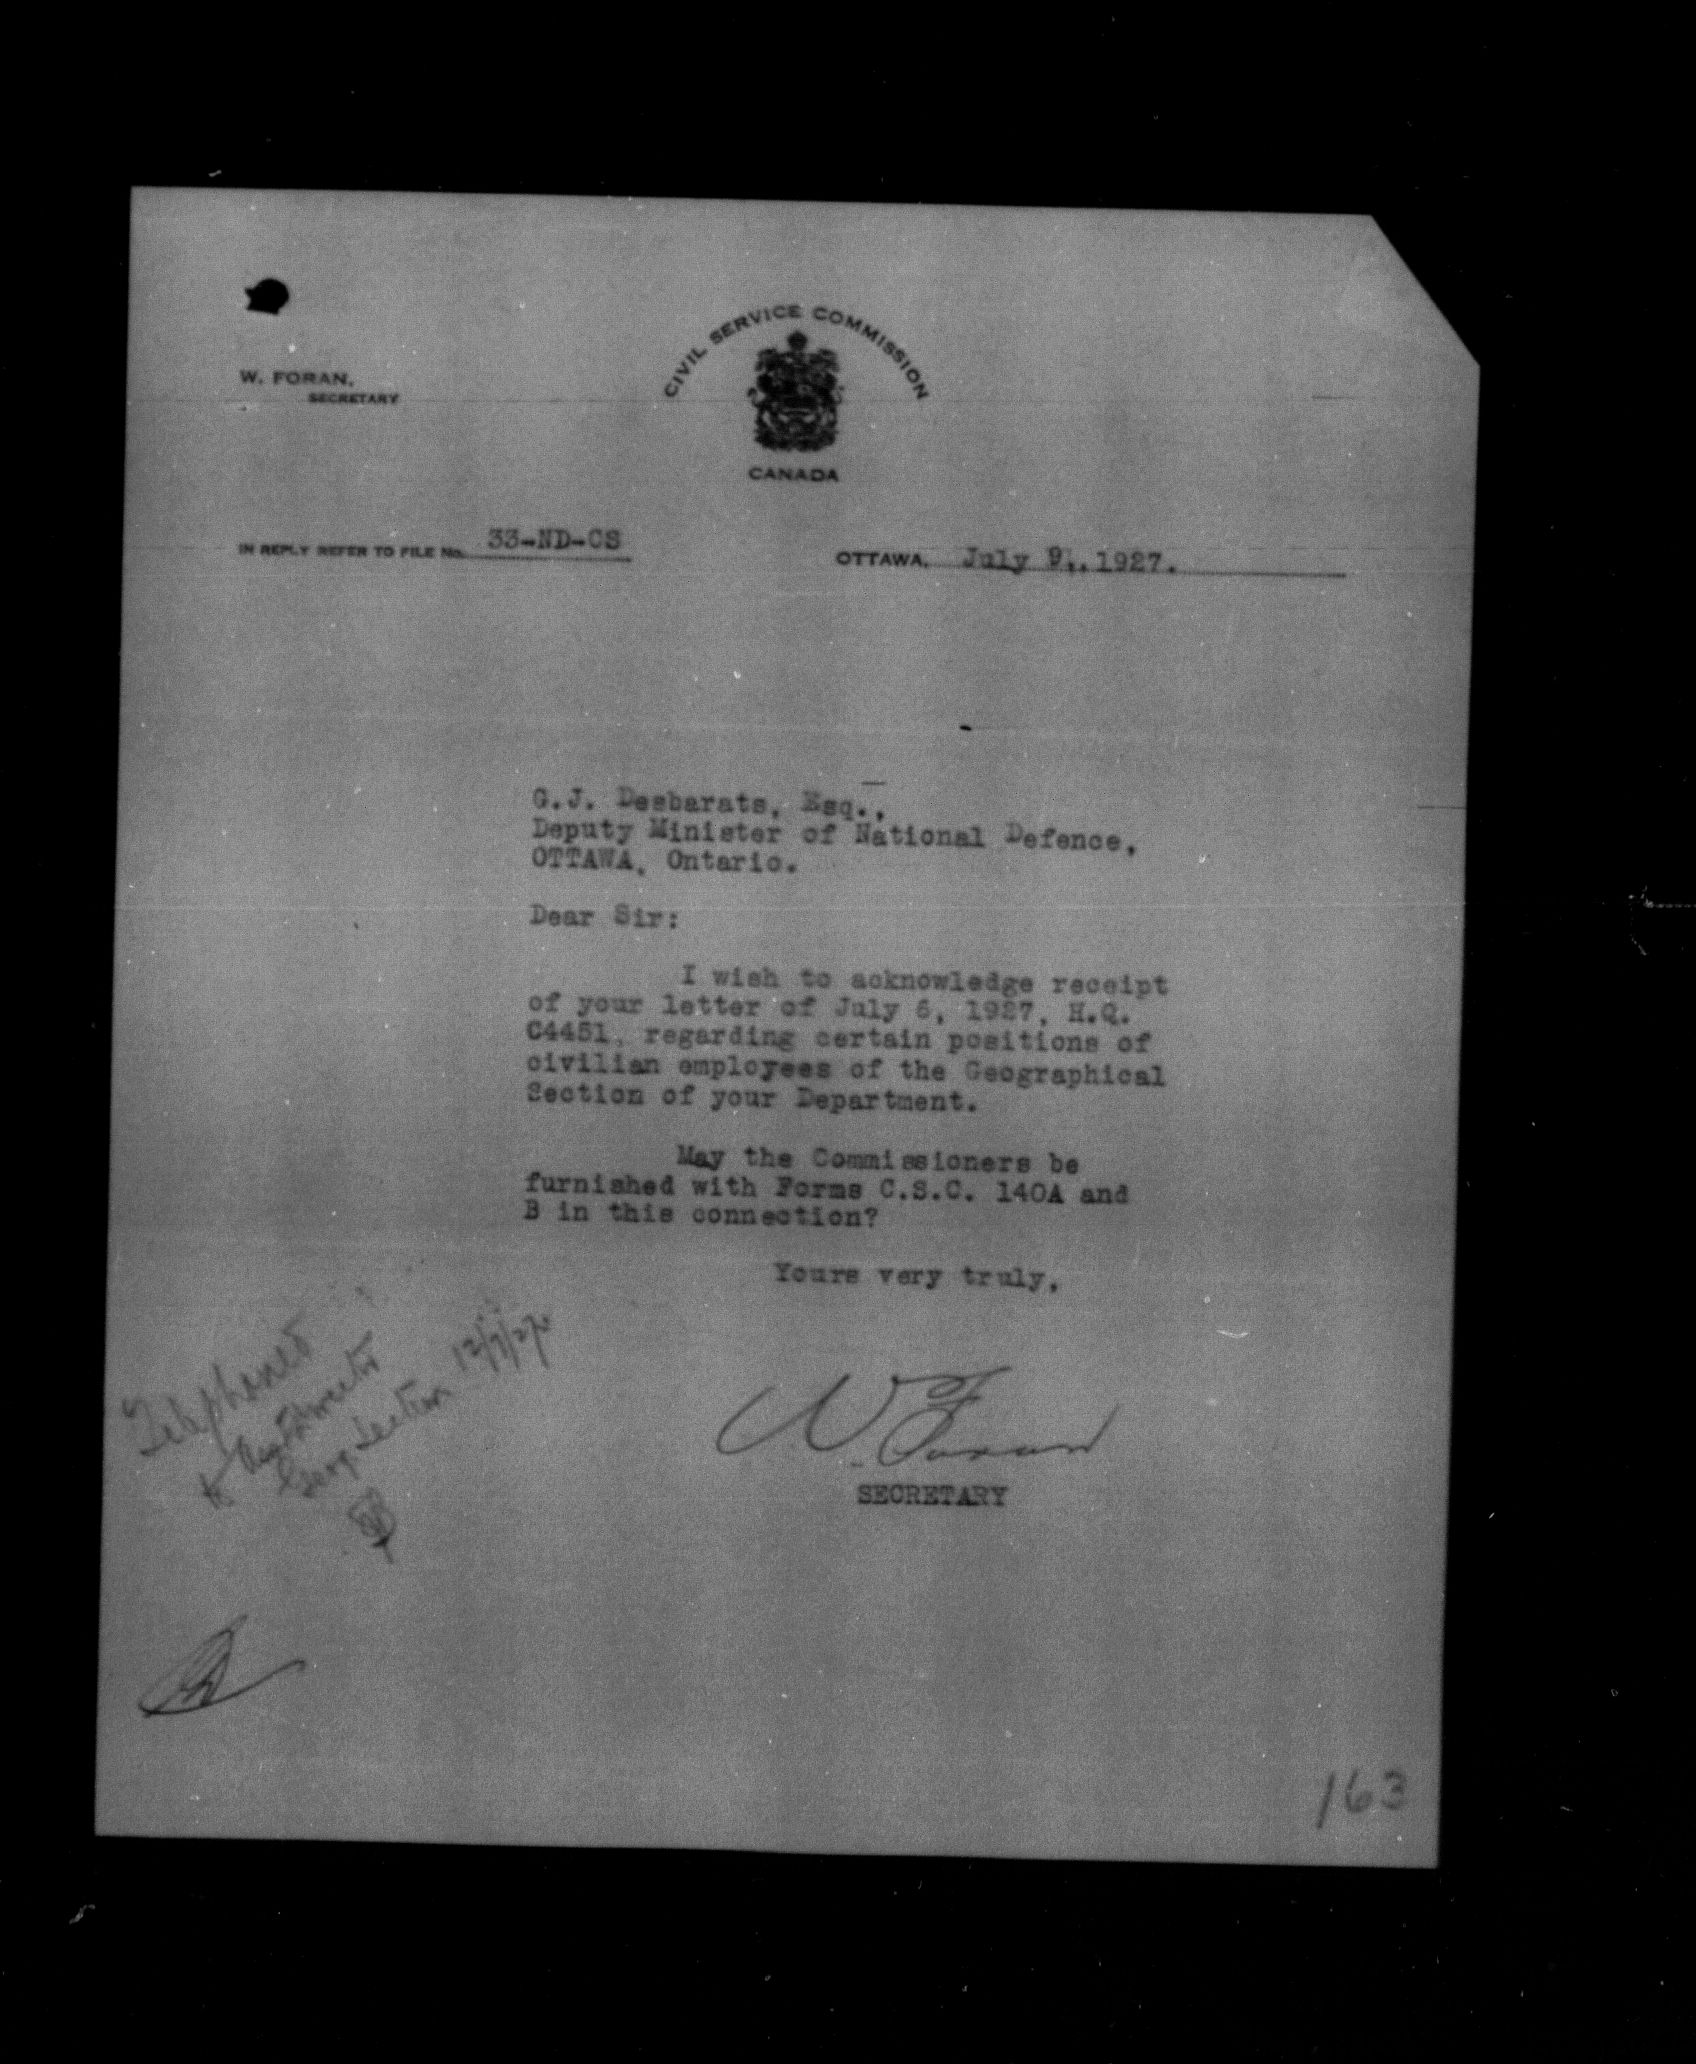 W. FORAN,
SECRETARY
CIVIL SERVICE COMMISSION
CANADA
IN REPLY REFER TO FILE No. 33-ND-CS
OTTAWA, July 9, 1927.
G.J. Desbarats, Esq.,
Deputy Minister of National Defence,
OTTAWA, Ontario.
Dear Sir:
I wish to acknowledge receipt
of your letter of July 6, 1927, H.Q.
C4451, regarding certain positions of
civilian employees of the Geographical
Section of your Department.
May the Commissioners be
furnished with Forms C.S.C. 140A and
B in this connection?
Yours very truly,
W. Foran
SECRETARY
Telephoned
to
Geog. Section 12/7/27.
163